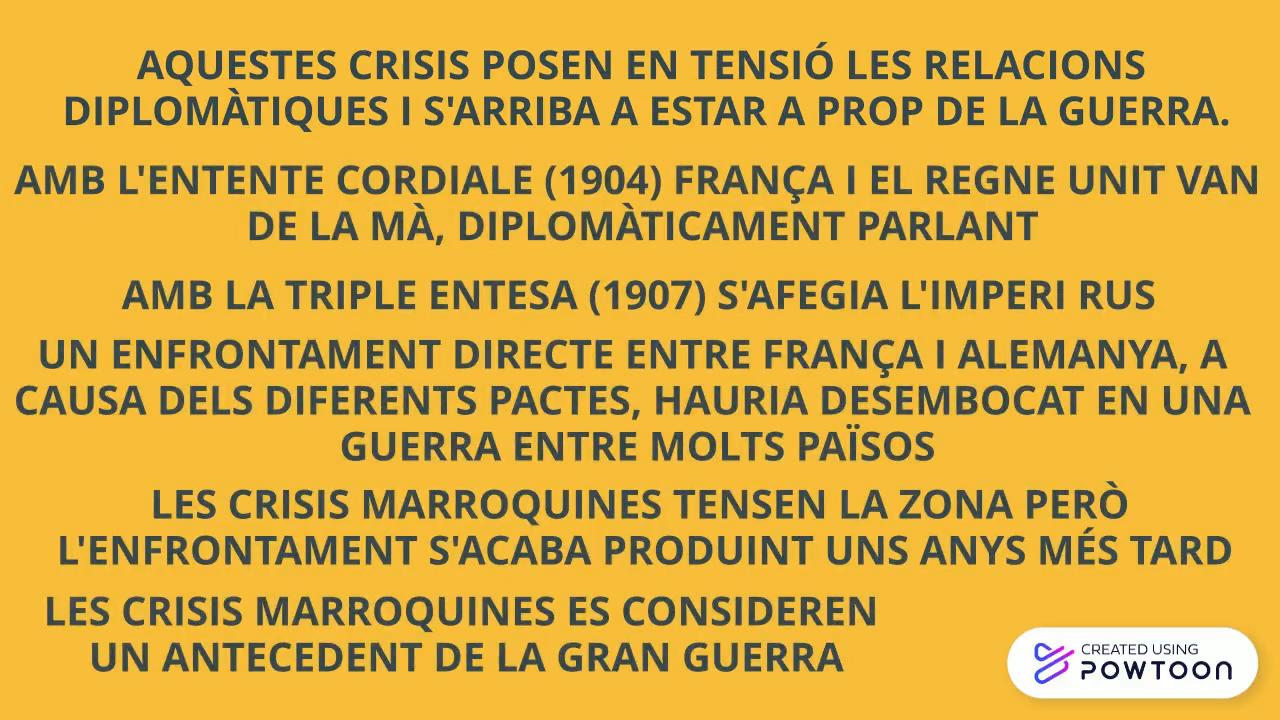 AQUESTES CRISIS POSEN EN TENSIÓ LES RELACIONS
DIPLOMÀTIQUES I S'ARRIBA A ESTAR A PROP DE LA GUERRA.
AMB L'ENTENTE CORDIALE (1904) FRANÇA I EL REGNE UNIT VAN
DE LA MÀ, DIPLOMÀTICAMENT PARLANT
AMB LA TRIPLE ENTESA (1907) S'AFEGIA L'IMPERI RUS
UN ENFRONTAMENT DIRECTE ENTRE FRANÇA I ALEMANYA, A
CAUSA DELS DIFERENTS PACTES, HAURIA DESEMBOCAT EN UNA
GUERRA ENTRE MOLTS PAÏSOS
LES CRISIS MARROQUINES TENSEN LA ZONA PERÒ
L'ENFRONTAMENT S'ACABA PRODUINT UNS ANYS MÉS TARD
LES CRISIS MARROQUINES ES CONSIDEREN
UN ANTECEDENT DE LA GRAN GUERRA
CREATED USING
POWTOON